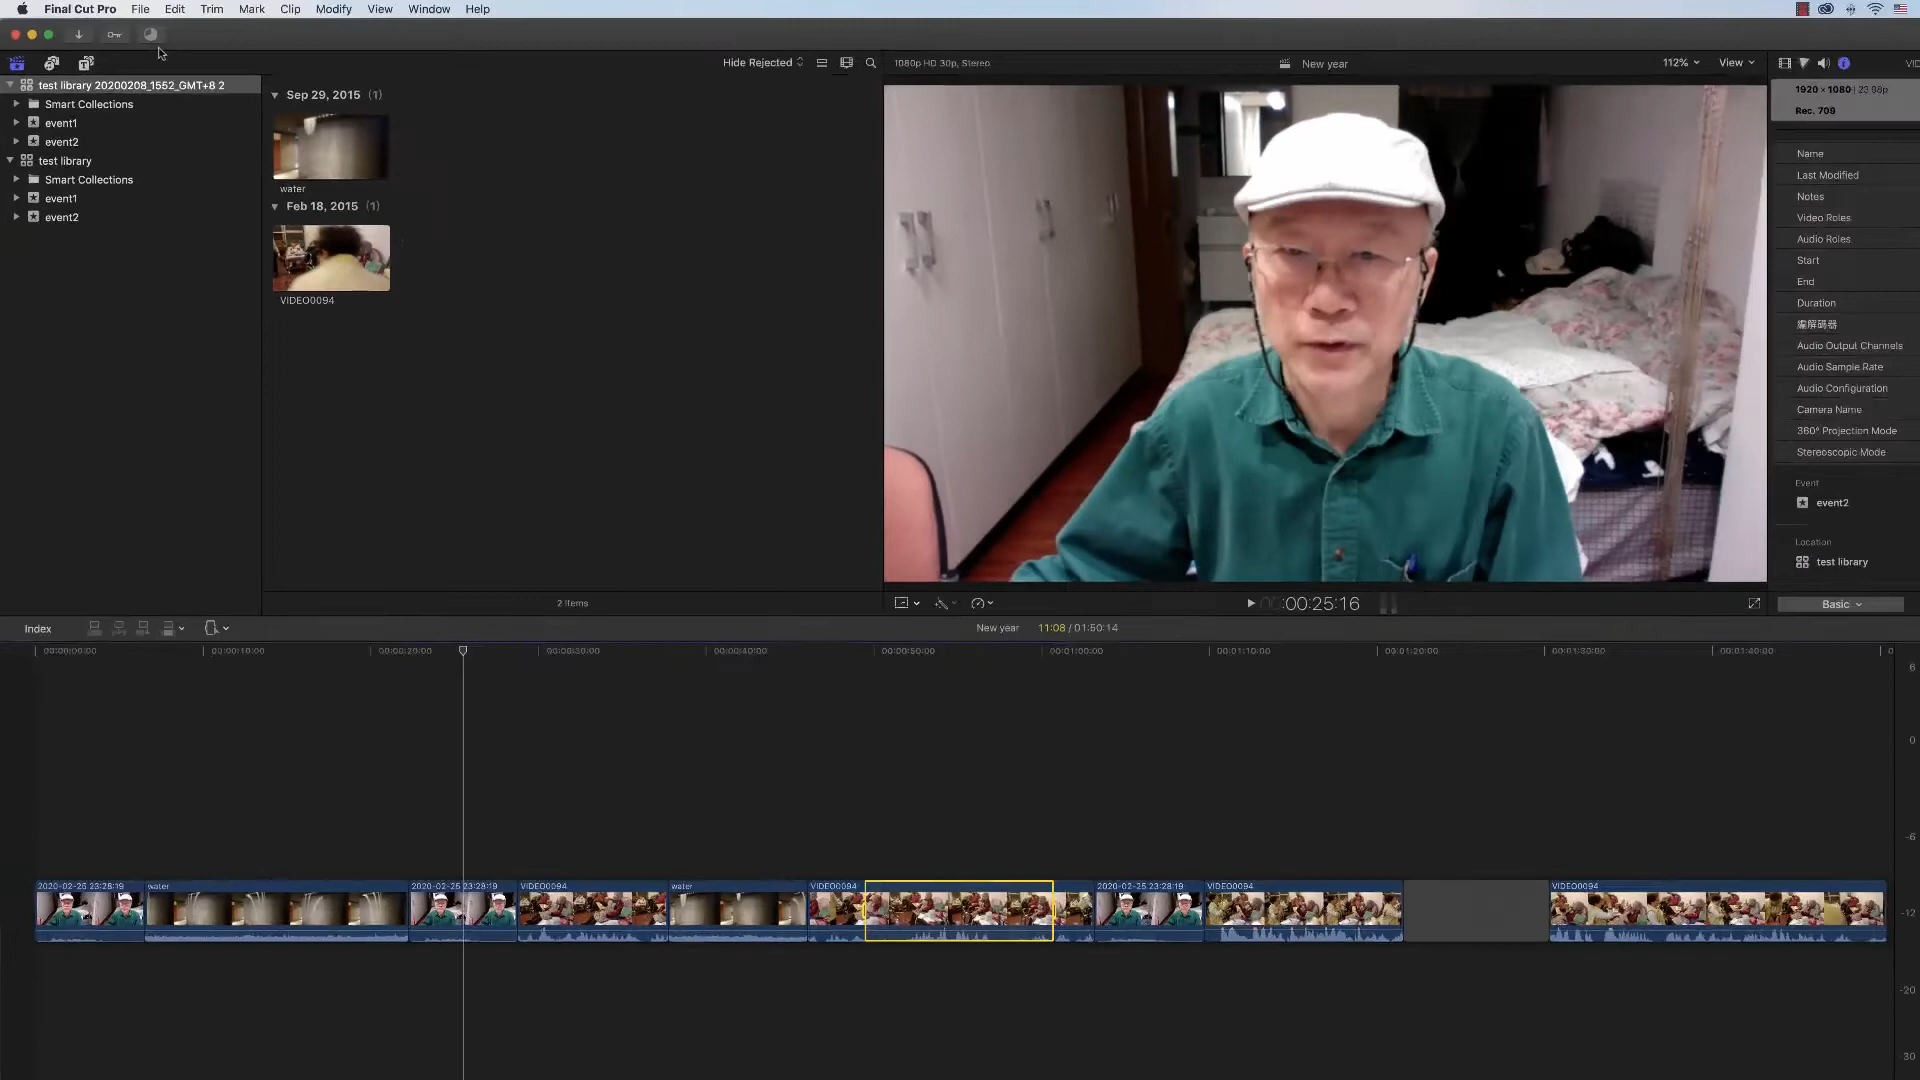 Final Cut Pro File Edit Trim Mark Clip Modify View Window Help
Hide Rejected
1080p HD 30p, Stereo
New year
112%
View
test library 20200208_1552_GMT+8 2
Smart Collections
event1
event2
test library
Smart Collections
event1
event2
Sep 29, 2015 (1)
water
Feb 18, 2015 (1)
VIDEO0094
2 items
00:00:25:16
1920 × 1080 | 23.98p
Rec. 709
Name
Last Modified
Notes
Video Roles
Audio Roles
Start
End
Duration
編解码器
Audio Output Channels
Audio Sample Rate
Audio Configuration
Camera Name
360° Projection Mode
Stereoscopic Mode
Event
event2
Location
test library
Basic
Index
New year
11:08 / 01:50:14
00:00:00:00 00:00:10:00 00:00:20:00 00:00:30:00 00:00:40:00 00:00:50:00 00:01:00:00 00:01:10:00 00:01:20:00 00:01:30:00 00:01:40:00
6
0
-6
-12
-20
30
2020-02-25 23:28:19 water 2020-02-25 23:28:19 VIDEO0094 water VIDEO0094 2020-02-25 23:28:19 VIDEO0094 VIDEO0094